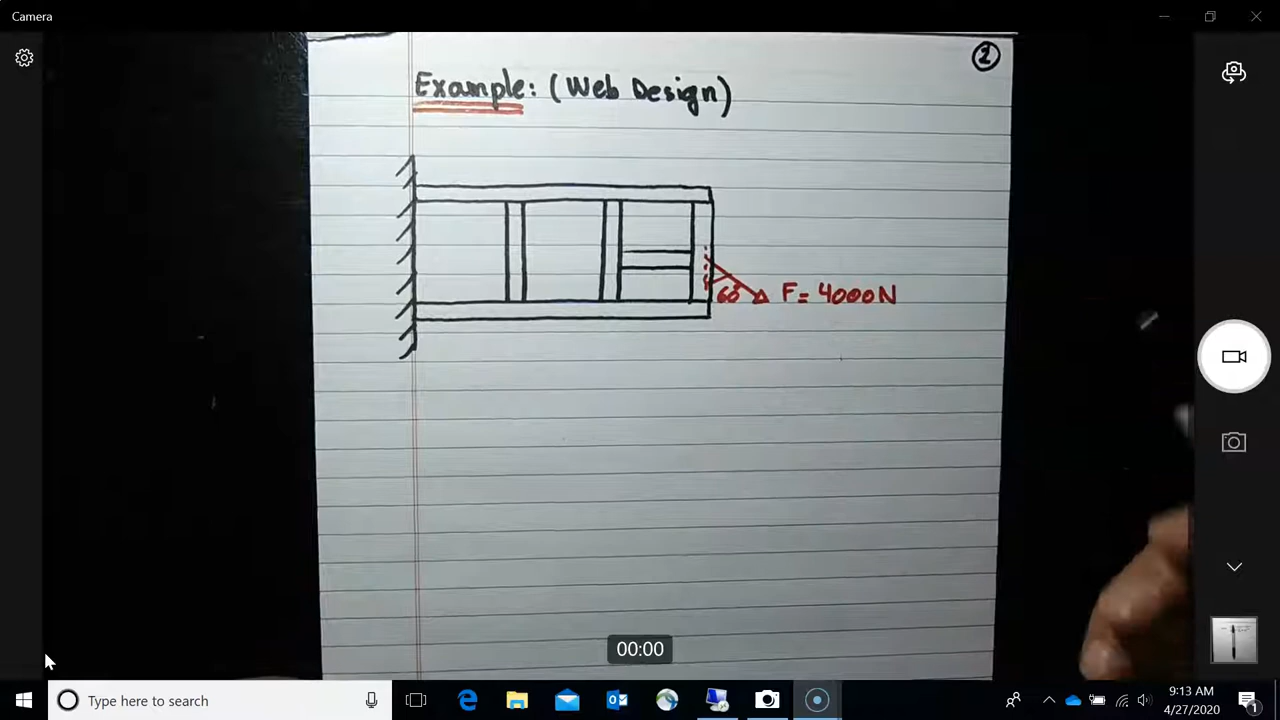 Camera
②
Example: (Web Design)
60°
F = 4000N
00:00
Type here to search
9:13 AM
4/27/2020
1